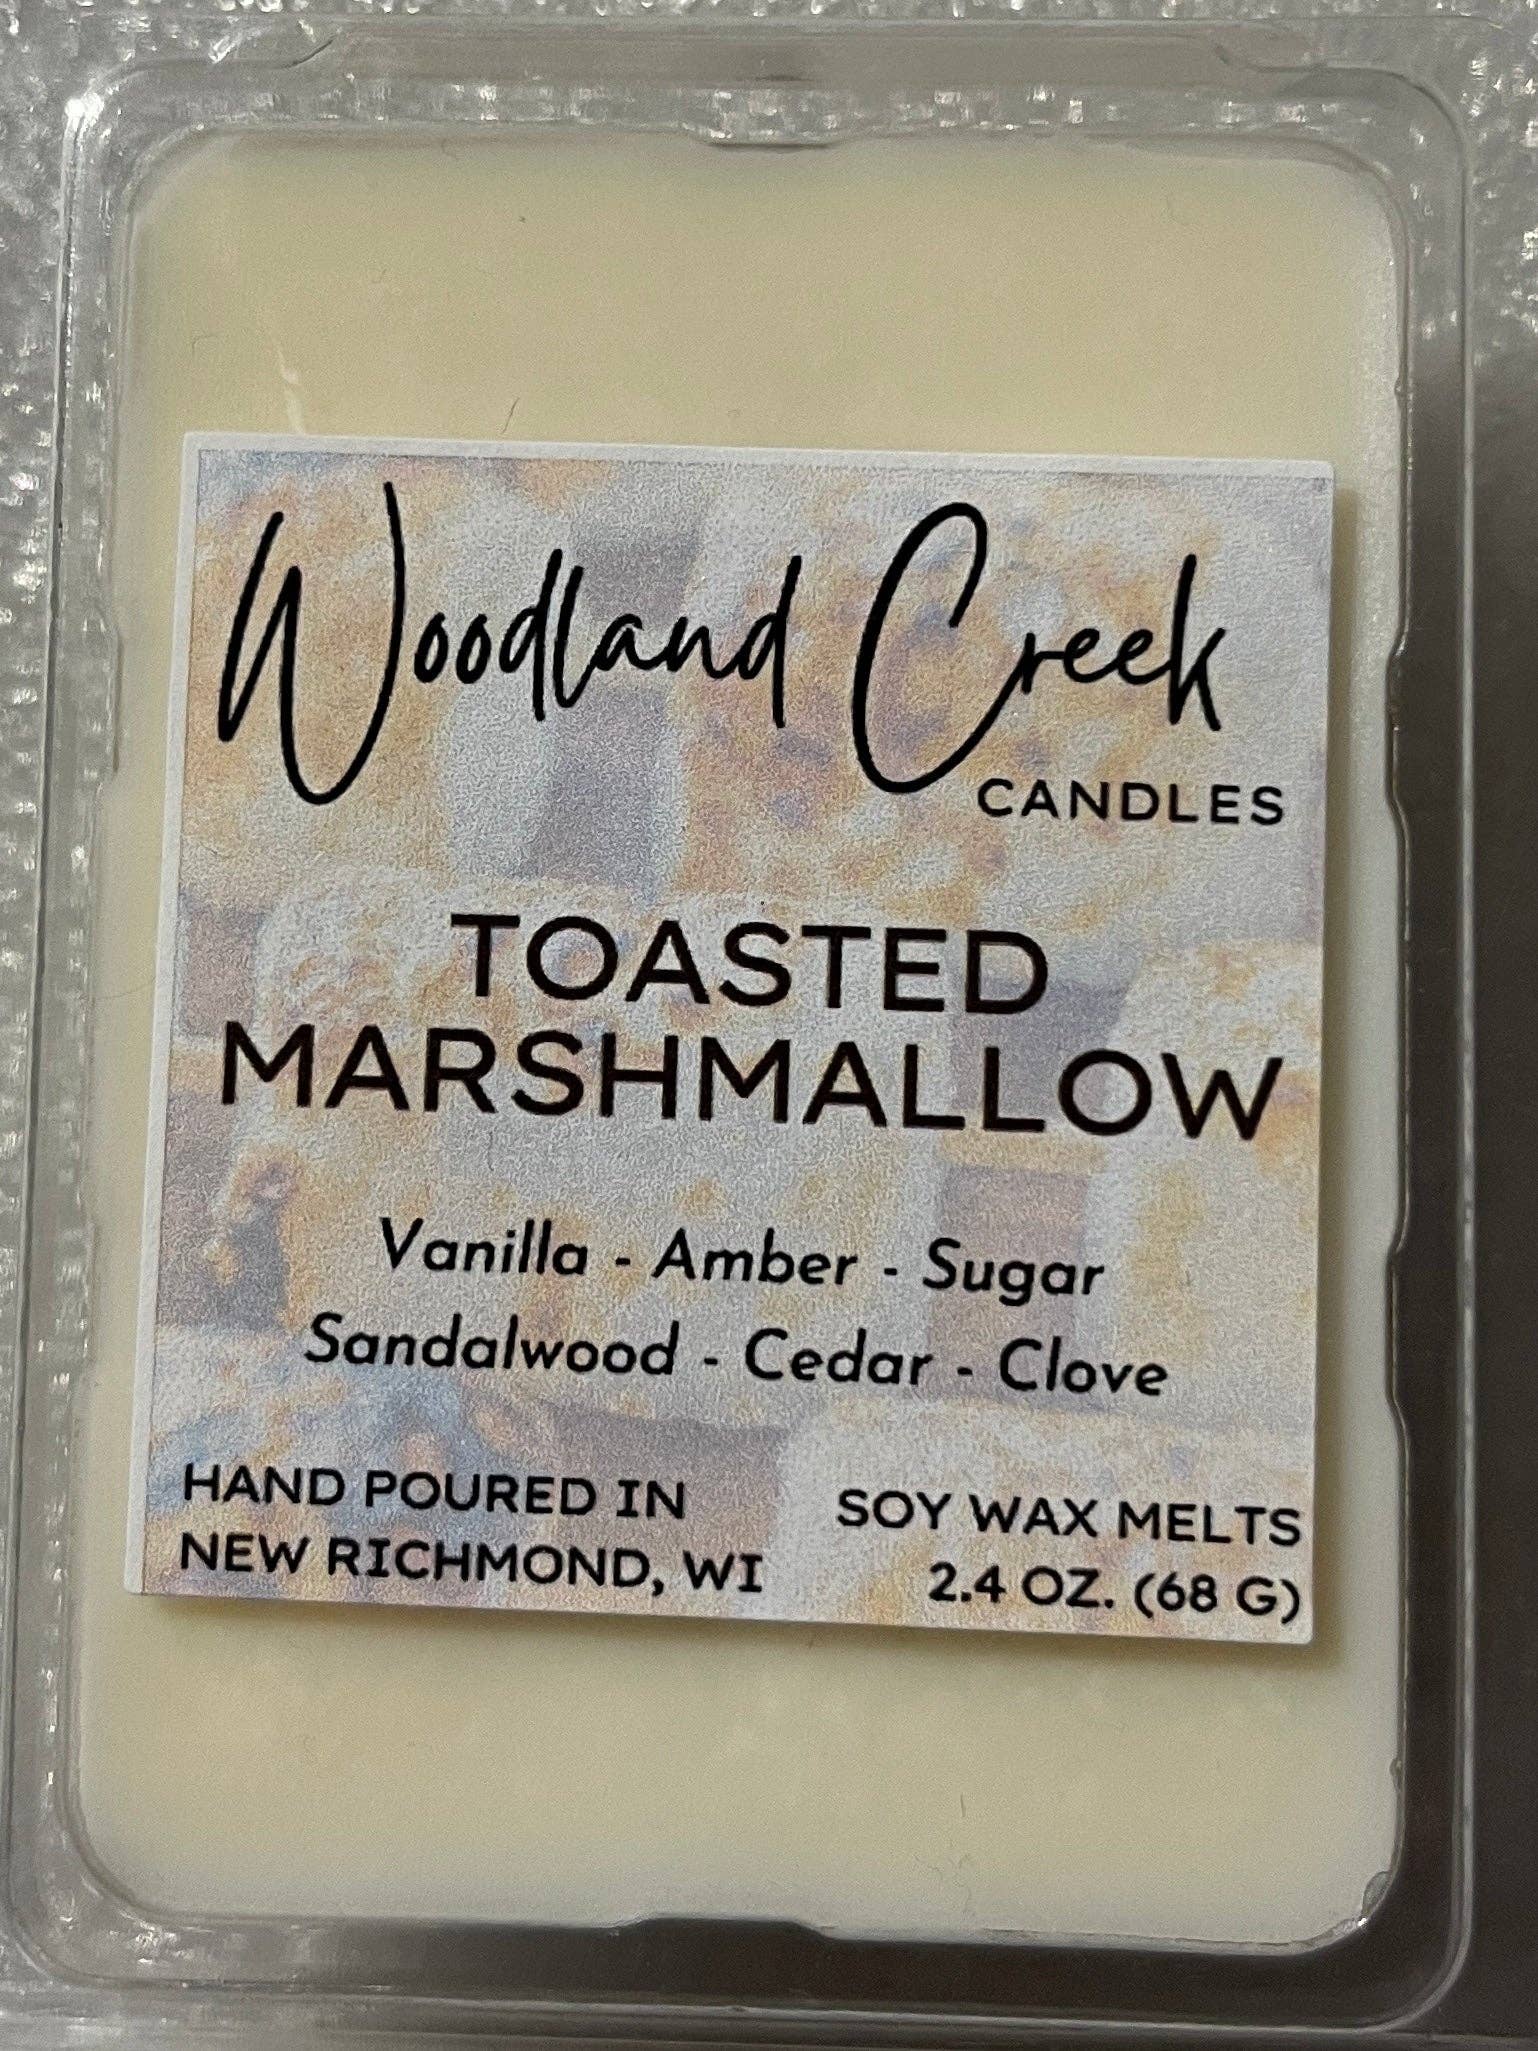 Woodland Creek
CANDLES
TOASTED
MARSHMALLOW
Vanilla - Amber - Sugar
Sandalwood - Cedar - Clove
HAND POURED IN
NEW RICHMOND, WI
SOY WAX MELTS
2.4 OZ. (68 G)